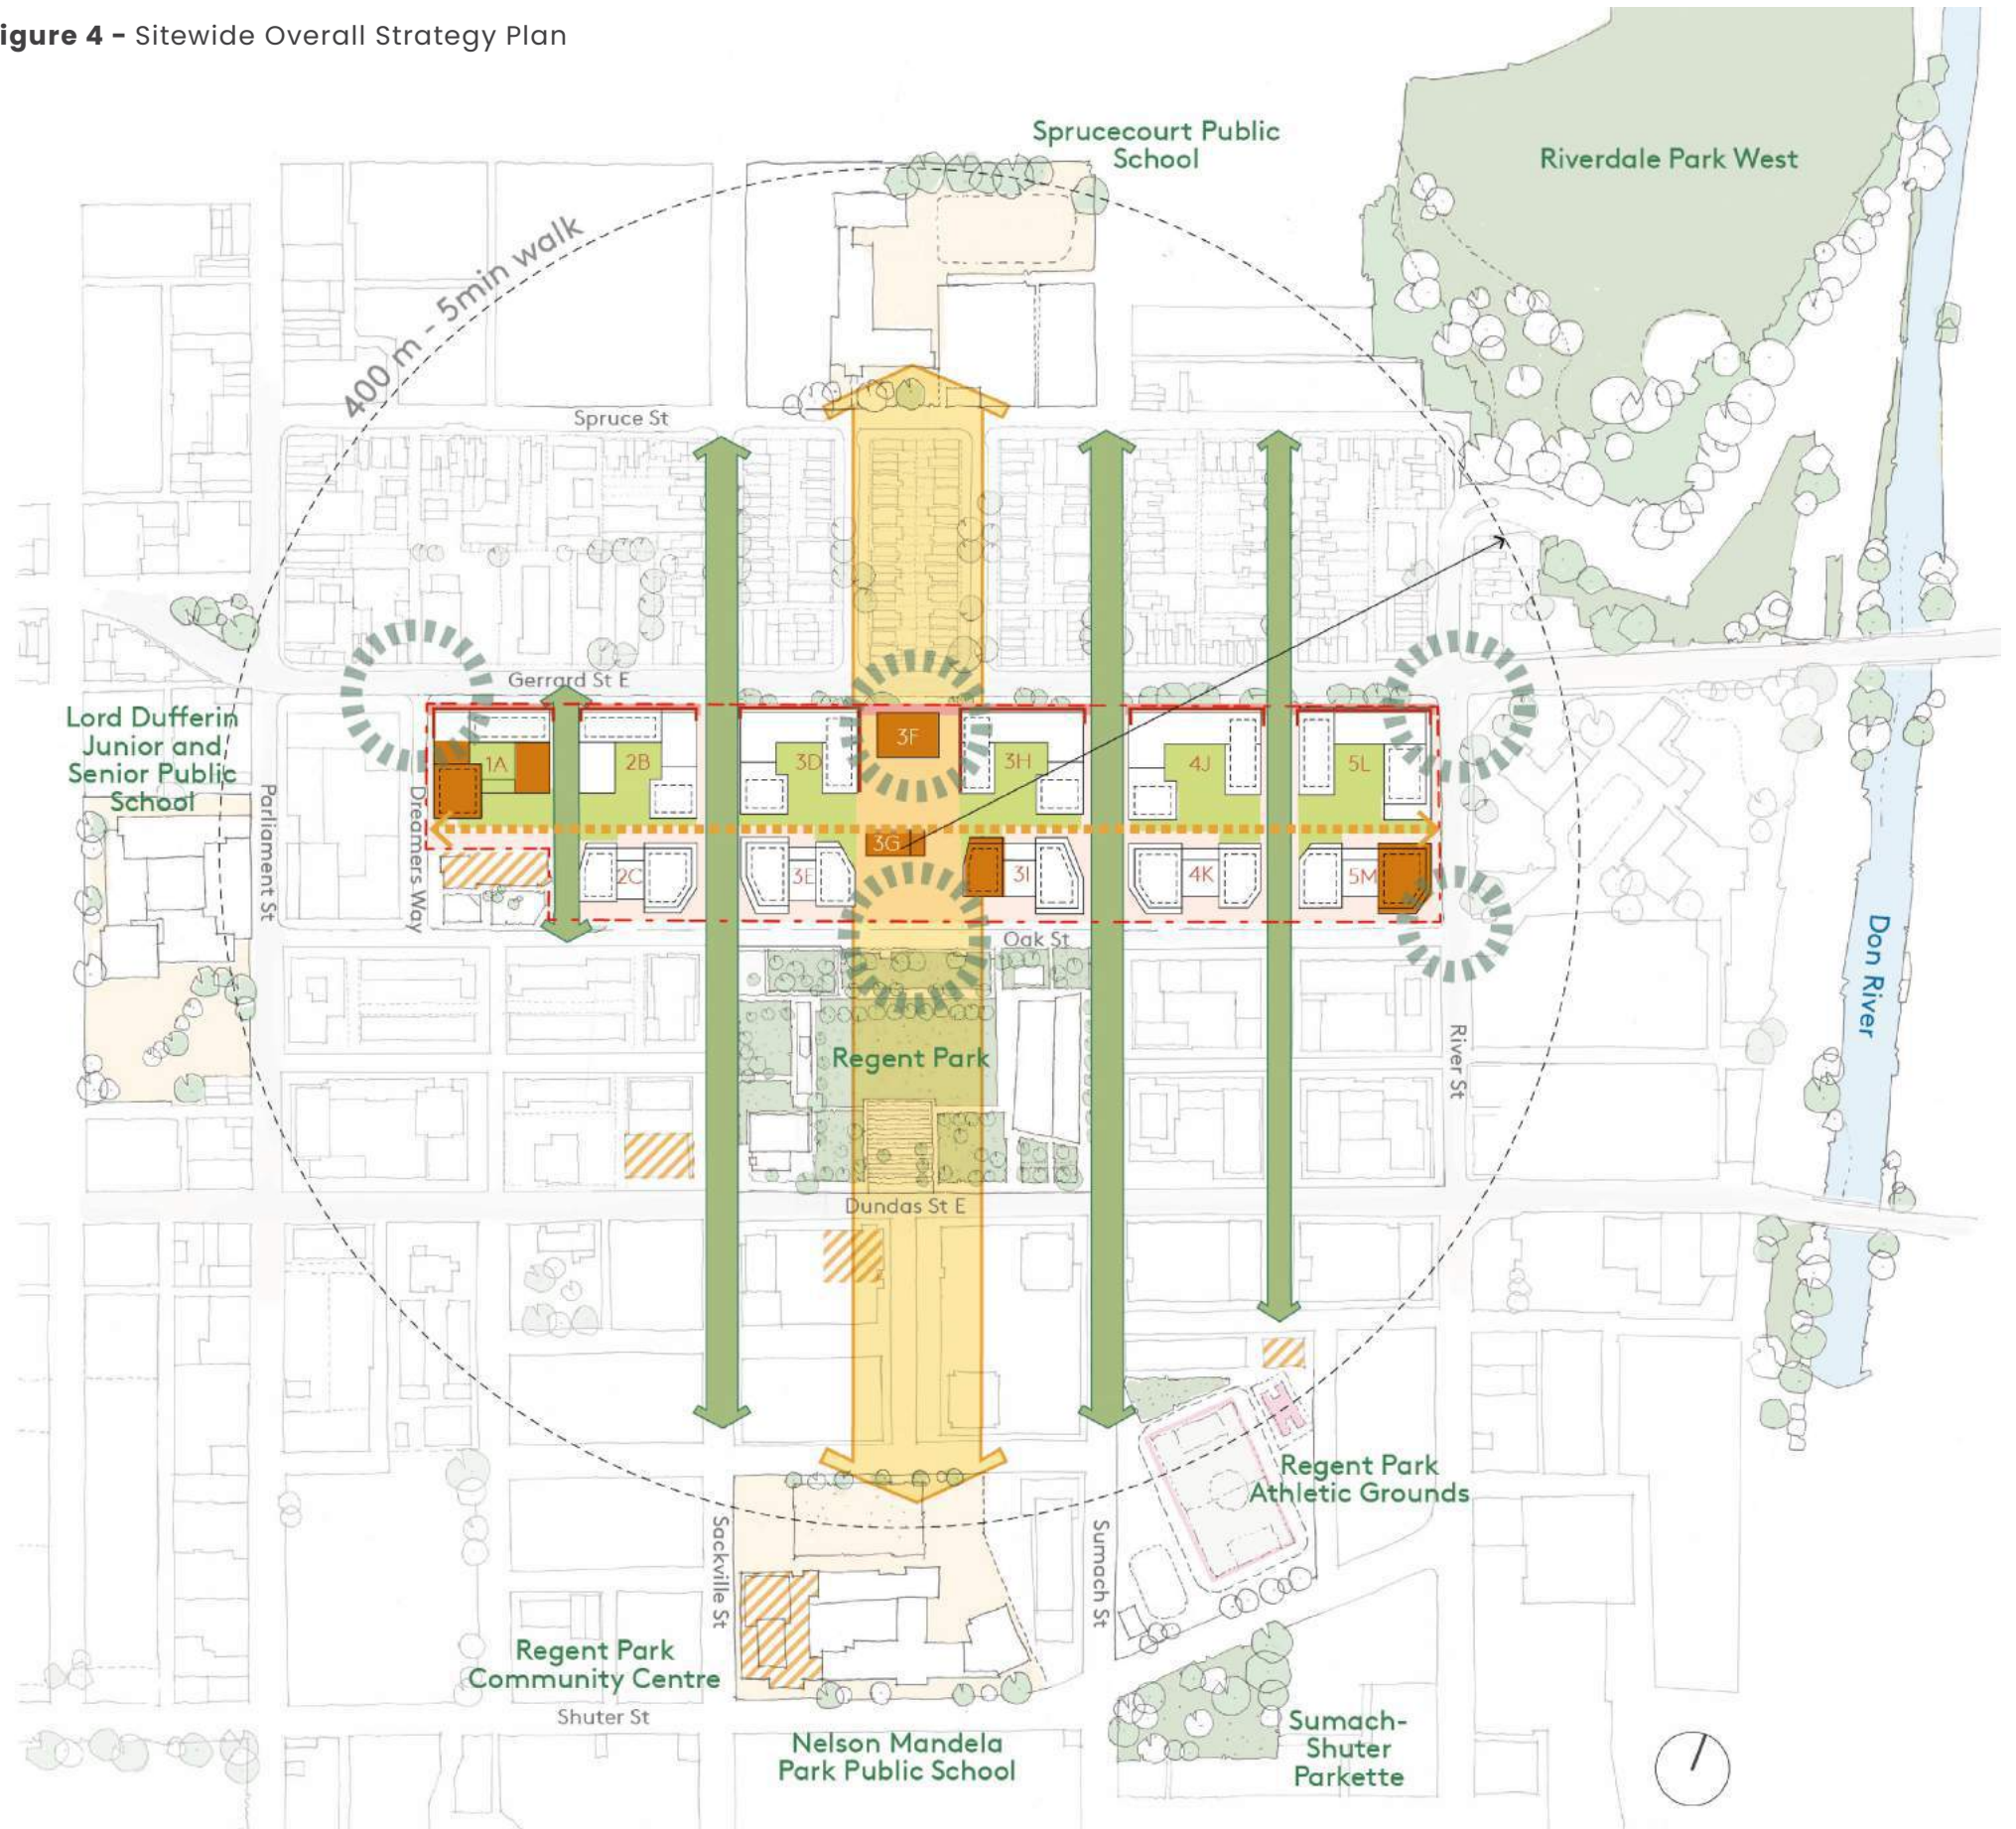 igure 4 - Sitewide Overall Strategy Plan
Sprucecourt Public
School
Riverdale Park West
400 m - 5min walk
Spruce St
Gerrard St E
Lord Dufferin
Junior and
Senior Public
School
Parliament St
Dreamers Way
1A
2B
3D
3F
3H
4J
5L
3G
2C
3E
3I
4K
5M
Oak St
Don River
Regent Park
River St
Dundas St E
Regent Park
Athletic Grounds
Sackville St
Sumach St
Regent Park
Community Centre
Shuter St
Nelson Mandela
Park Public School
Sumach-
Shuter
Parkette